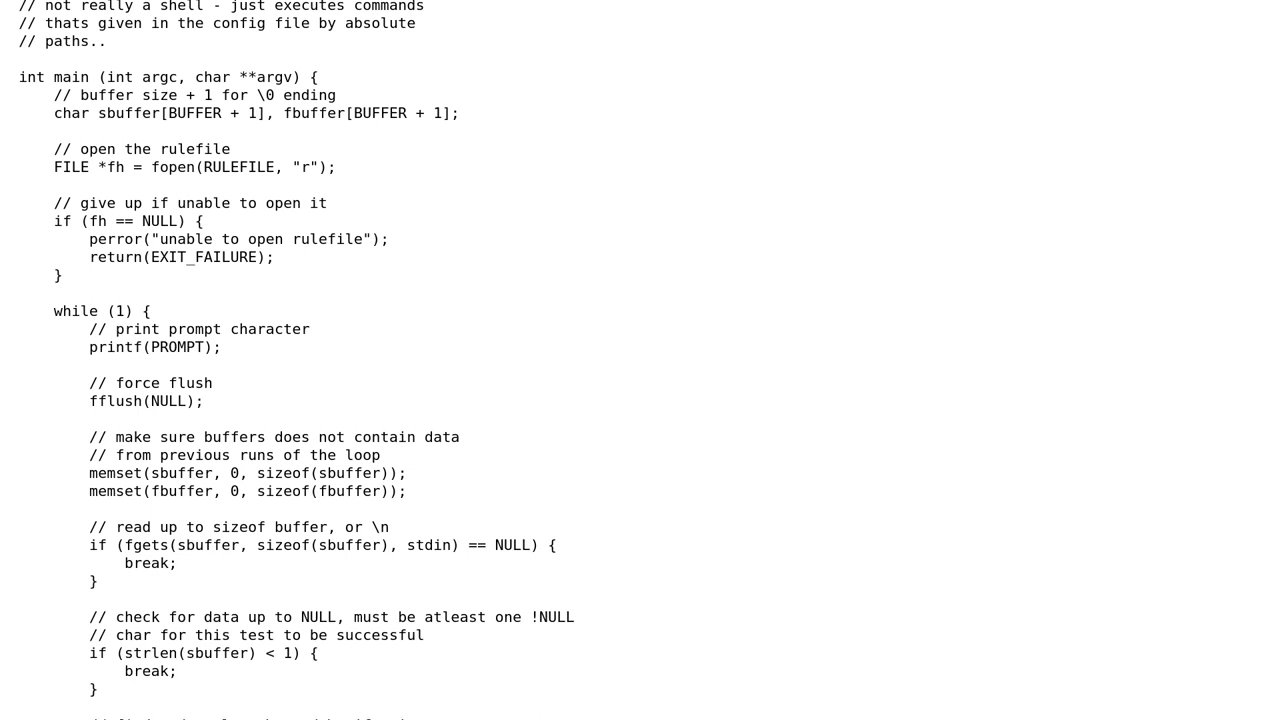 // not really a shell - just executes commands
// thats given in the config file by absolute
// paths..

int main (int argc, char **argv) {
    // buffer size + 1 for \0 ending
    char sbuffer[BUFFER + 1], fbuffer[BUFFER + 1];

    // open the rulefile
    FILE *fh = fopen(RULEFILE, "r");

    // give up if unable to open it
    if (fh == NULL) {
        perror("unable to open rulefile");
        return(EXIT_FAILURE);
    }

    while (1) {
        // print prompt character
        printf(PROMPT);

        // force flush
        fflush(NULL);

        // make sure buffers does not contain data
        // from previous runs of the loop
        memset(sbuffer, 0, sizeof(sbuffer));
        memset(fbuffer, 0, sizeof(fbuffer));

        // read up to sizeof buffer, or \n
        if (fgets(sbuffer, sizeof(sbuffer), stdin) == NULL) {
            break;
        }

        // check for data up to NULL, must be atleast one !NULL
        // char for this test to be successful
        if (strlen(sbuffer) < 1) {
            break;
        }